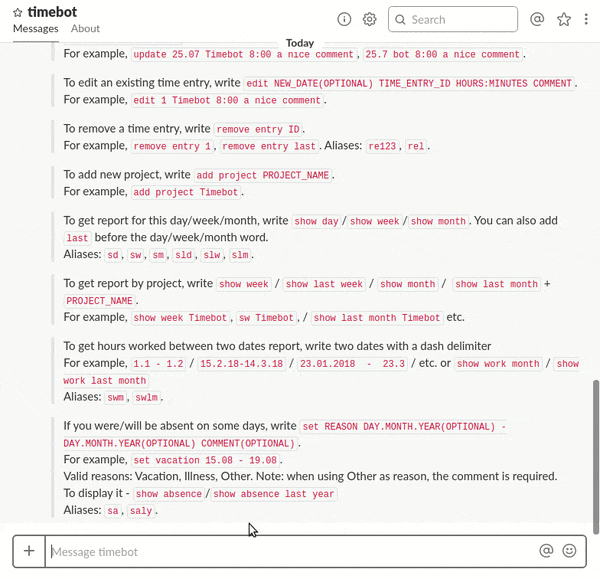 timebot
Messages About
Search
Today
For example, update 25.07 Timebot 8:00 a nice comment, 25.7 bot 8:00 a nice comment.
To edit an existing time entry, write edit NEW_DATE(OPTIONAL) TIME_ENTRY_ID HOURS:MINUTES COMMENT.
For example, edit 1 Timebot 8:00 a nice comment.
To remove a time entry, write remove entry ID.
For example, remove entry 1, remove entry last. Aliases: re123, rel.
To add new project, write add project PROJECT_NAME.
For example, add project Timebot.
To get report for this day/week/month, write show day / show week / show month. You can also add
last before the day/week/month word.
Aliases: sd, sw, sm, sld, slw, slm.
To get report by project, write show week / show last week / show month / show last month +
PROJECT_NAME.
For example, show week Timebot, sw Timebot, / show last month Timebot etc.
To get hours worked between two dates report, write two dates with a dash delimiter
For example, 1.1 - 1.2 / 15.2.18-14.3.18 / 23.01.2018 - 23.3 / etc. or show work month / show
work last month
Aliases: swm, swlm.
If you were/will be absent on some days, write set REASON DAY.MONTH.YEAR(OPTIONAL) -
DAY.MONTH.YEAR(OPTIONAL) COMMENT(OPTIONAL).
For example, set vacation 15.08 - 19.08.
Valid reasons: Vacation, Illness, Other. Note: when using Other as reason, the comment is required.
To display it - show absence / show absence last year
Aliases: sa, saly.
Message timebot